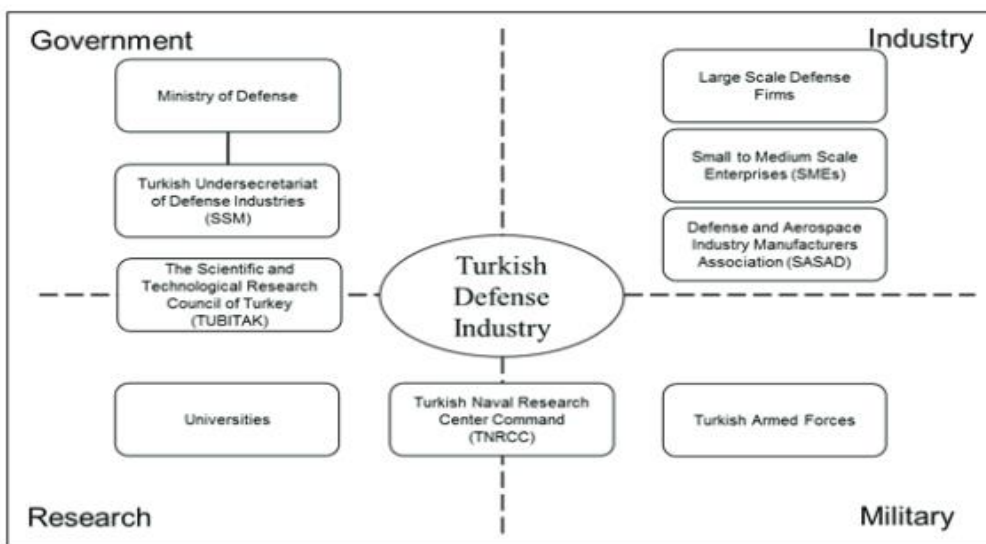 Government
Industry
Ministry of Defense
Turkish Undersecretariat
of Defense Industries
(SSM)
The Scientific and
Technological Research
Council of Turkey
(TUBITAK)
Large Scale Defense
Firms
Small to Medium Scale
Enterprises (SMEs)
Defense and Aerospace
Industry Manufacturers
Association (SASAD)
Turkish
Defense
Industry
Universities
Turkish Naval Research
Center Command
(TNRCC)
Turkish Armed Forces
Research
Military